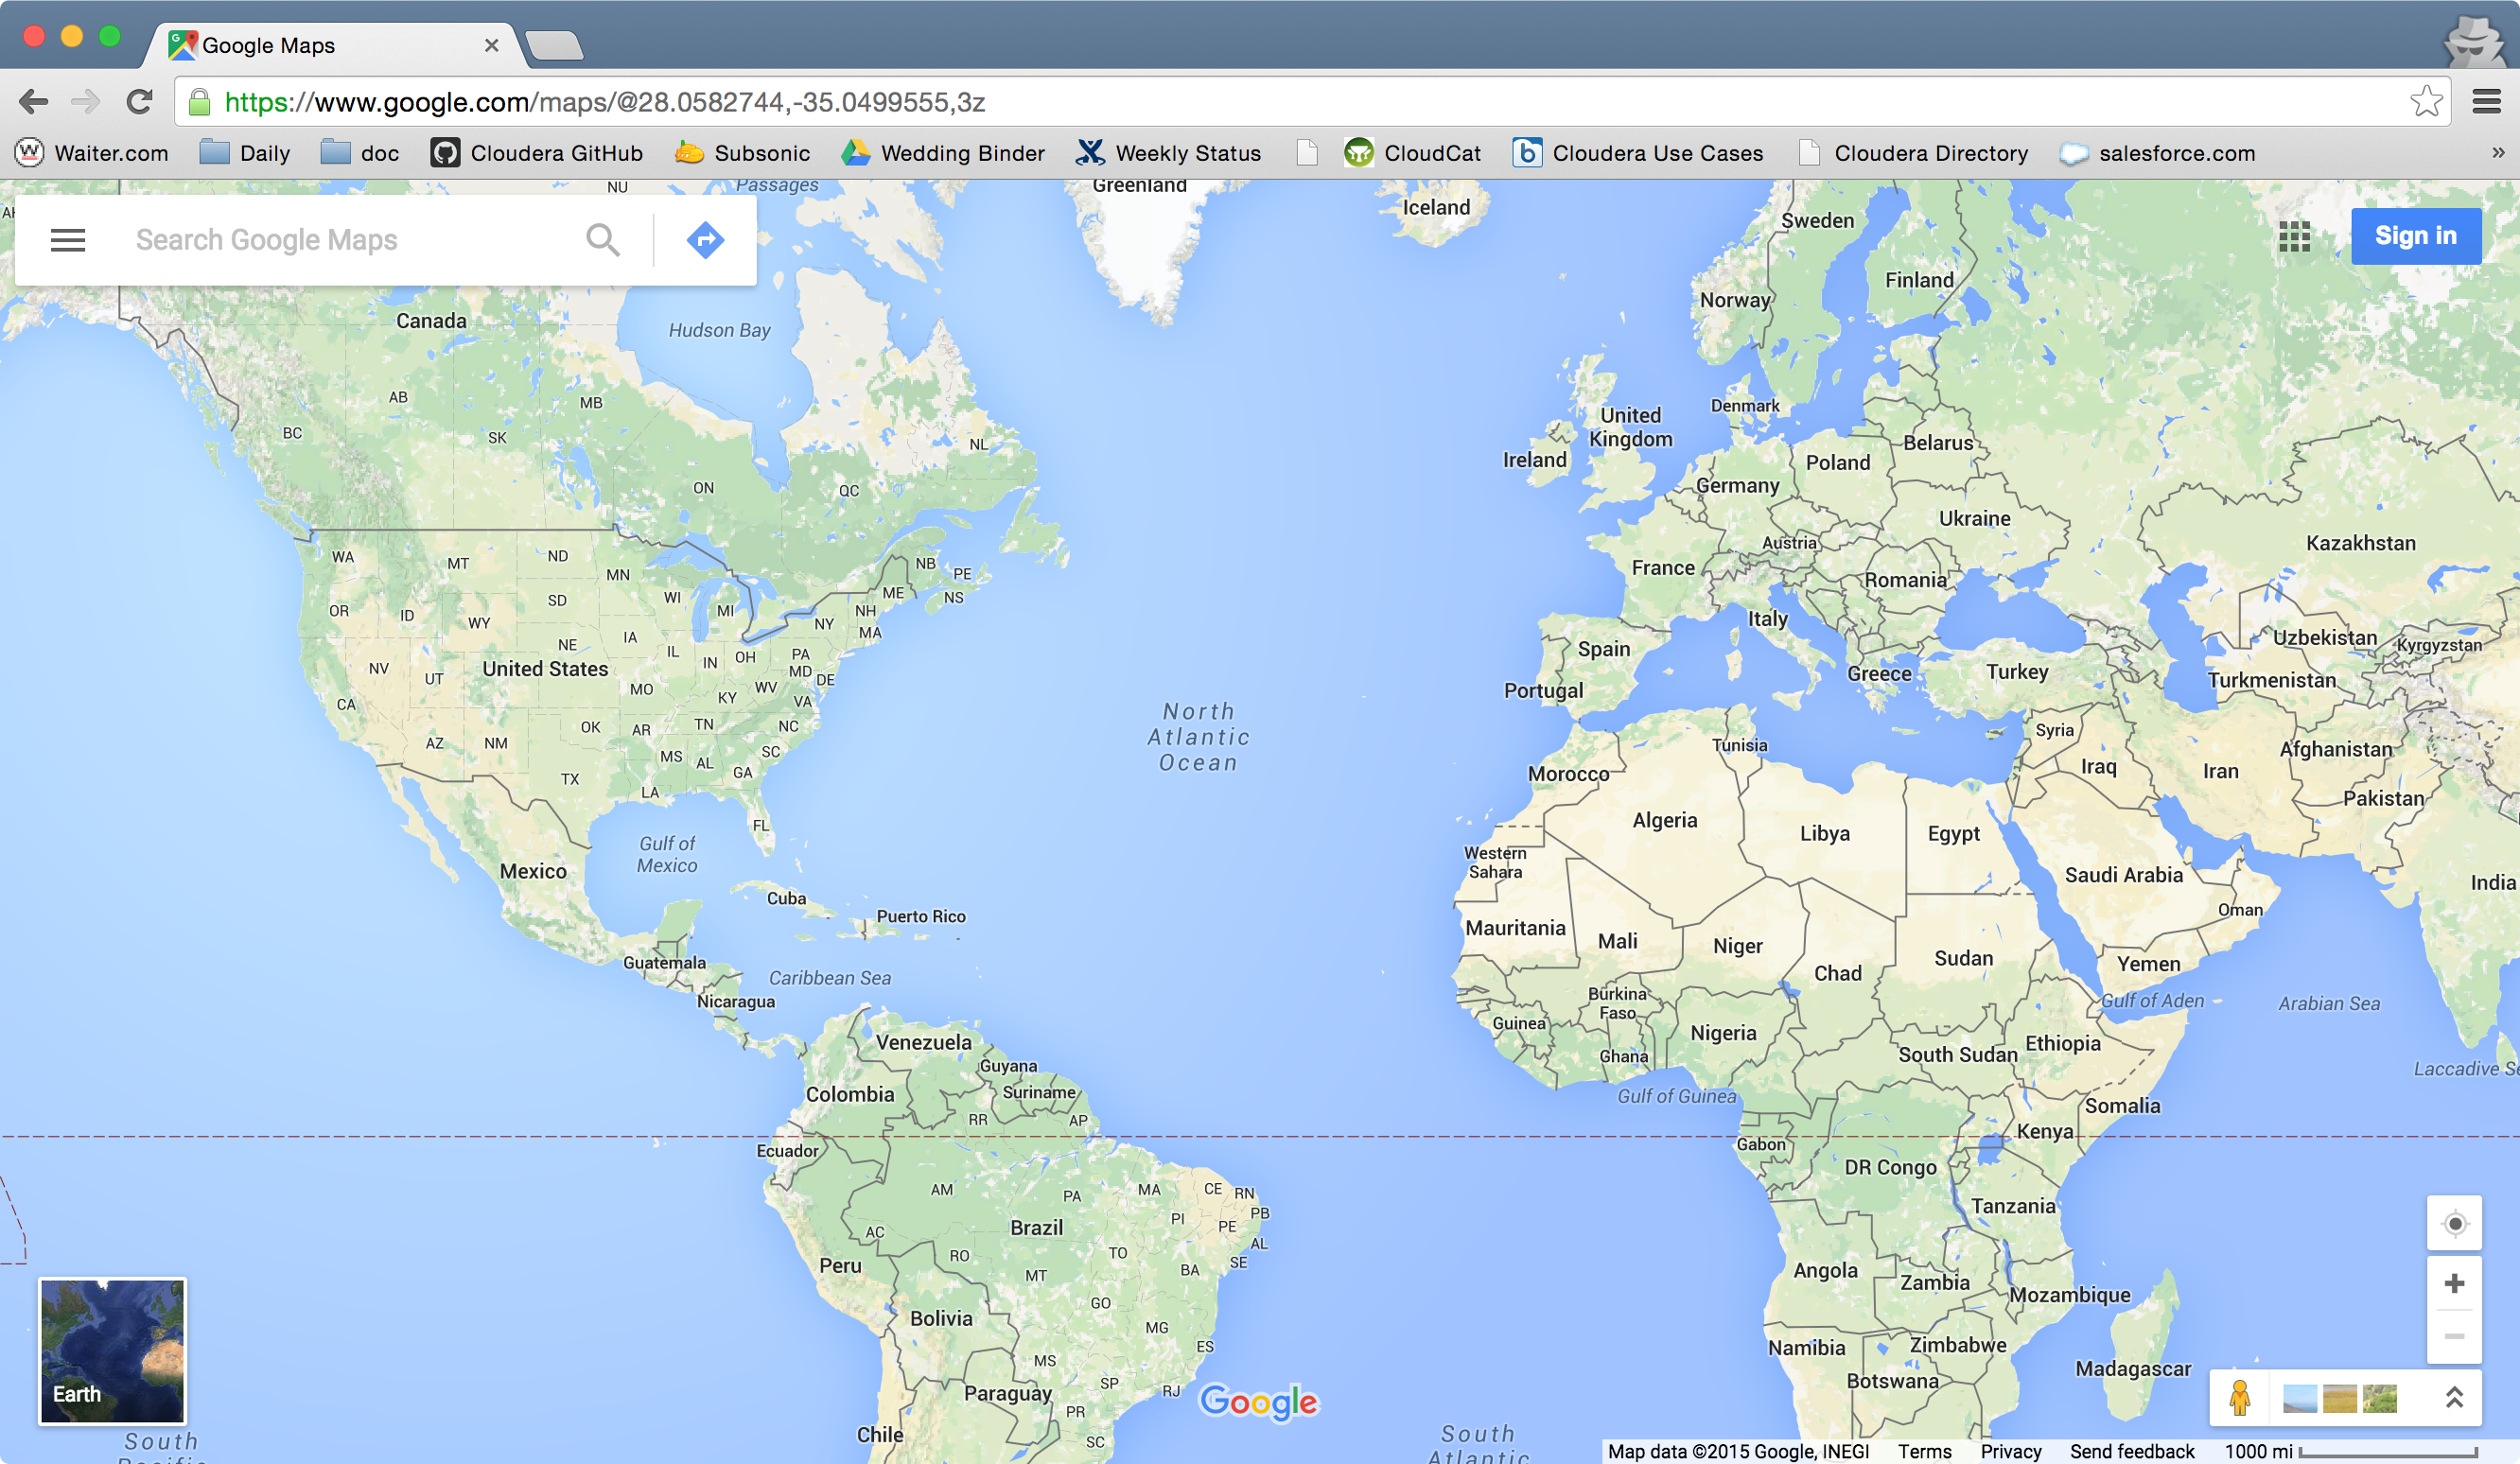 Google Maps
https://www.google.com/maps/@28.0582744,-35.0499555,3z
Waiter.com Daily doc Cloudera GitHub Subsonic Wedding Binder Weekly Status CloudCat Cloudera Use Cases Cloudera Directory salesforce.com »
NU Passages Greenland Iceland Sweden
Search Google Maps
Sign in
Finland
Norway
Canada
Hudson Bay
AB
MB
BC
SK
NL
ON
QC
Denmark
United
Kingdom
Ireland
Belarus
Poland
Germany
Ukraine
Austria
Kazakhstan
France
Romania
WA
MT
ND
MN
NB
PE
NS
ME
OR
ID
SD
WI
MI
NH
WY
NY
MA
NE
IA
IL
IN
OH
PA
NV
UT
United States
MD
DE
MO
KY
WV
VA
CA
OK
AR
TN
NC
AZ
NM
MS
AL
SC
GA
TX
LA
FL
Italy
Spain
Portugal
Greece
Turkey
Uzbekistan
Kyrgyzstan
Turkmenistan
North
Atlantic
Ocean
Tunisia
Syria
Afghanistan
Morocco
Iraq
Iran
Pakistan
Algeria
Libya
Egypt
Gulf of
Mexico
Mexico
Western
Sahara
Saudi Arabia
India
Cuba
Puerto Rico
Oman
Mauritania
Mali
Niger
Chad
Sudan
Yemen
Guatemala
Caribbean Sea
Nicaragua
Burkina
Faso
Gulf of Aden
Arabian Sea
Guinea
Nigeria
Ethiopia
Venezuela
Ghana
South Sudan
Guyana
Colombia
Suriname
Gulf of Guinea
Laccadive Se
Somalia
RR
AP
Ecuador
Gabon
Kenya
DR Congo
AM
PA
MA
CE
RN
PI
PE
PB
Brazil
Tanzania
AC
RO
TO
AL
SE
Peru
MT
BA
Angola
Zambia
Mozambique
GO
Bolivia
MG
ES
Namibia
Zimbabwe
MS
Madagascar
SP
RJ
Paraguay
Botswana
PR
Chile
SC
Google
Earth
South
Pacific
South
Atlantic
Map data ©2015 Google, INEGI Terms Privacy Send feedback 1000 mi